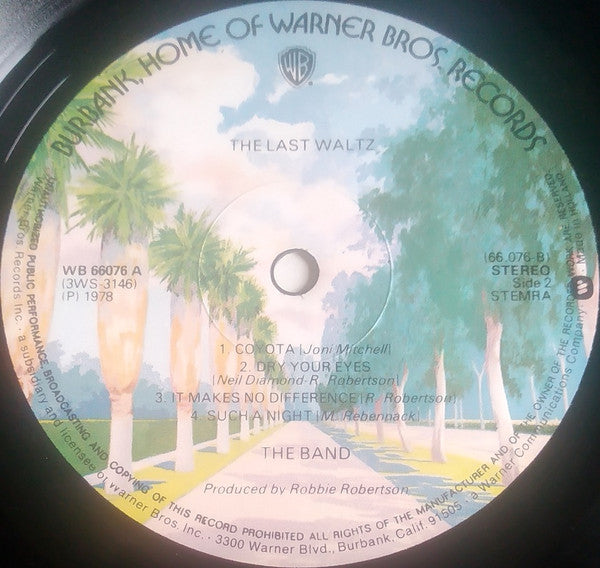 BURBANK, HOME OF WARNER BROS. RECORDS
WB
THE LAST WALTZ
WB 66076 A
(3WS-3146)
(P) 1978
(66.076-B)
STEREO
Side 2
STEMRA
1. COYOTA (Joni Mitchell)
2. DRY YOUR EYES
(Neil Diamond-R. Robertson)
3. IT MAKES NO DIFFERENCE (R. Robertson)
4. SUCH A NIGHT (M. Rebennack)
THE BAND
Produced by Robbie Robertson
PUBLIC PERFORMANCE, BROADCASTING AND COPYING OF THIS RECORD PROHIBITED ALL RIGHTS OF THE MANUFACTURER AND OF THE OWNER OF THE RECORDED WORK ARE RESERVED
Bros. Records Inc. · a subsidiary and licensee of Warner Bros. Inc. · 3300 Warner Blvd., Burbank, Calif. 91505 · a Warner Communications Company
MADE IN HOLLAND